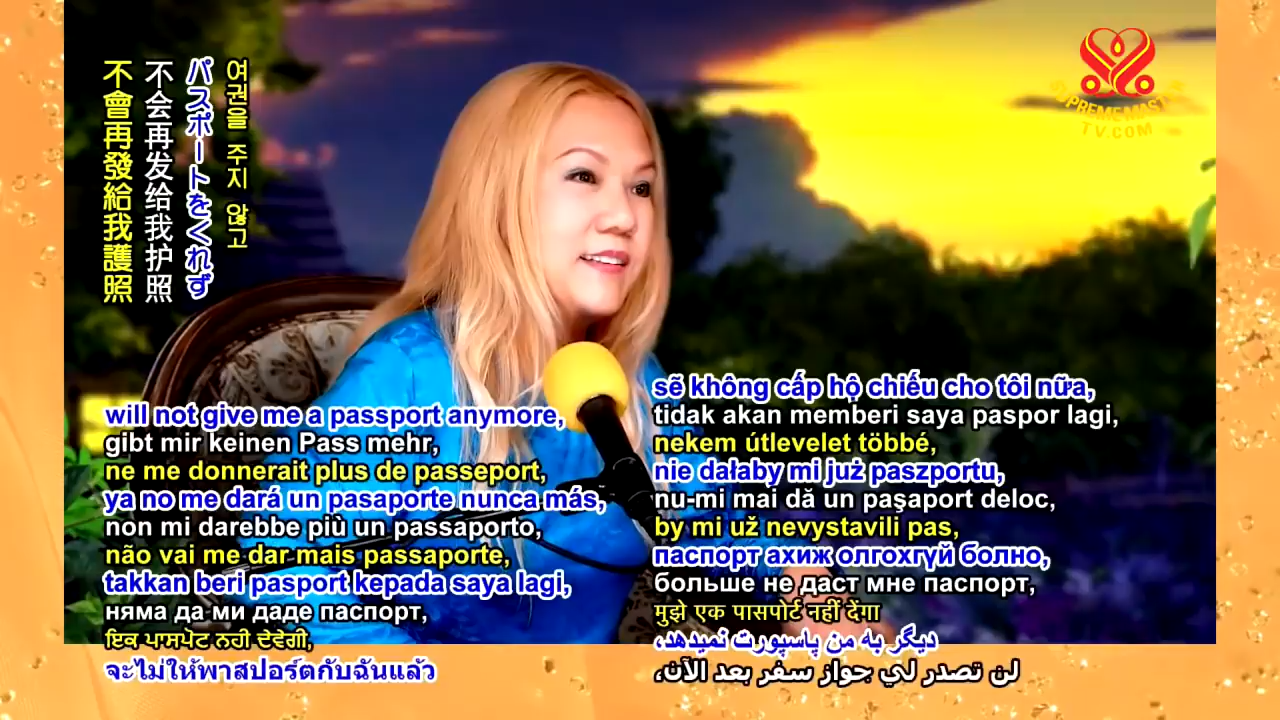 여권을 주지 않고
パスポートをくれず
不会再发给我护照
不會再發給我護照
SUPREME MASTER
TV.COM
will not give me a passport anymore,
gibt mir keinen Pass mehr,
ne me donnerait plus de passeport,
ya no me dará un pasaporte nunca más,
non mi darebbe più un passaporto,
não vai me dar mais passaporte,
takkan beri pasport kepada saya lagi,
няма да ми даде паспорт,
ਇਕ ਪਾਸਪੋਟ ਨਹੀ ਦੇਵੇਗੀ,
จะไม่ให้พาสปอร์ตกับฉันแล้ว
sẽ không cấp hộ chiếu cho tôi nữa,
tidak akan memberi saya paspor lagi,
nekem útlevelet többé,
nie dałaby mi już paszportu,
nu-mi mai dă un paşaport deloc,
by mi už nevystavili pas,
паспорт ахиж олгохгүй болно,
больше не даст мне паспорт,
मुझे एक पासपोर्ट नहीं देंगा
دیگر به من پاسپورت نمیدهد،
لن تصدر لي جواز سفر بعد الآن،